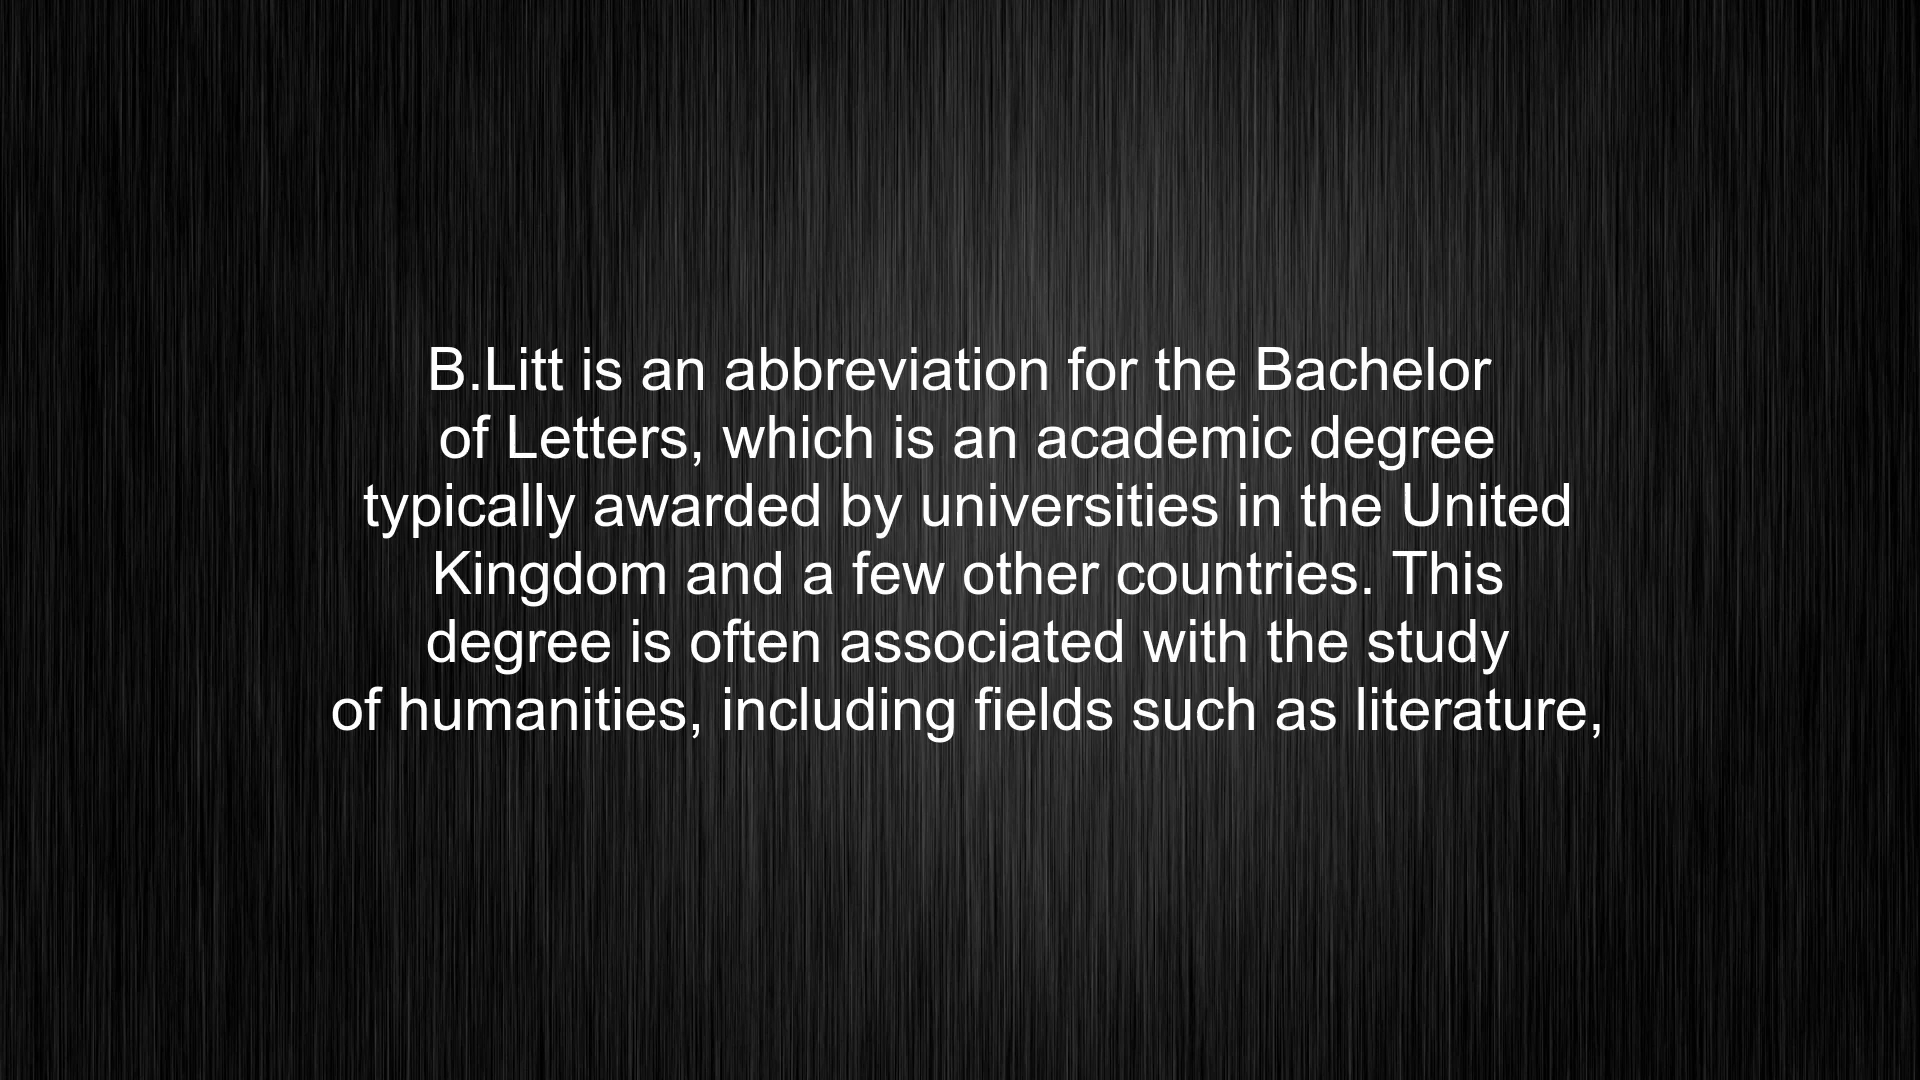 B.Litt is an abbreviation for the Bachelor
of Letters, which is an academic degree
typically awarded by universities in the United
Kingdom and a few other countries. This
degree is often associated with the study
of humanities, including fields such as literature,